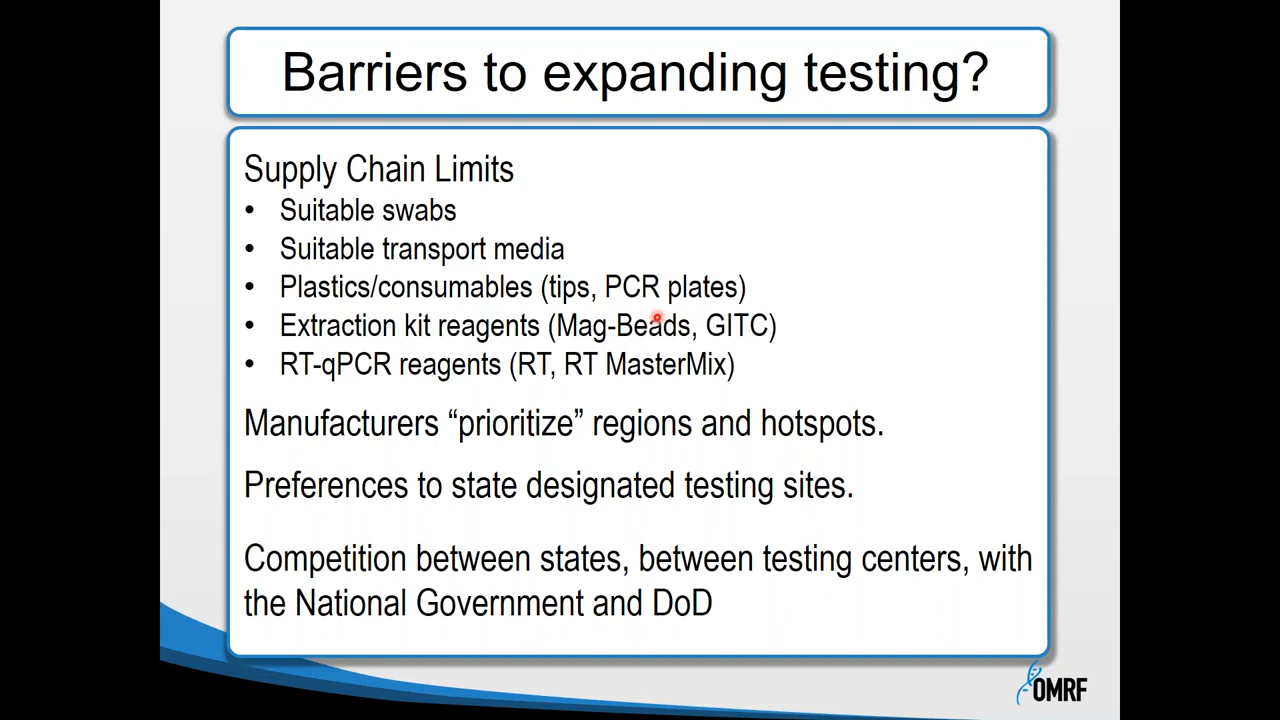 Barriers to expanding testing?
Supply Chain Limits
• Suitable swabs
• Suitable transport media
• Plastics/consumables (tips, PCR plates)
• Extraction kit reagents (Mag-Beads, GITC)
• RT-qPCR reagents (RT, RT MasterMix)
Manufacturers “prioritize” regions and hotspots.
Preferences to state designated testing sites.
Competition between states, between testing centers, with
the National Government and DoD
OMRF